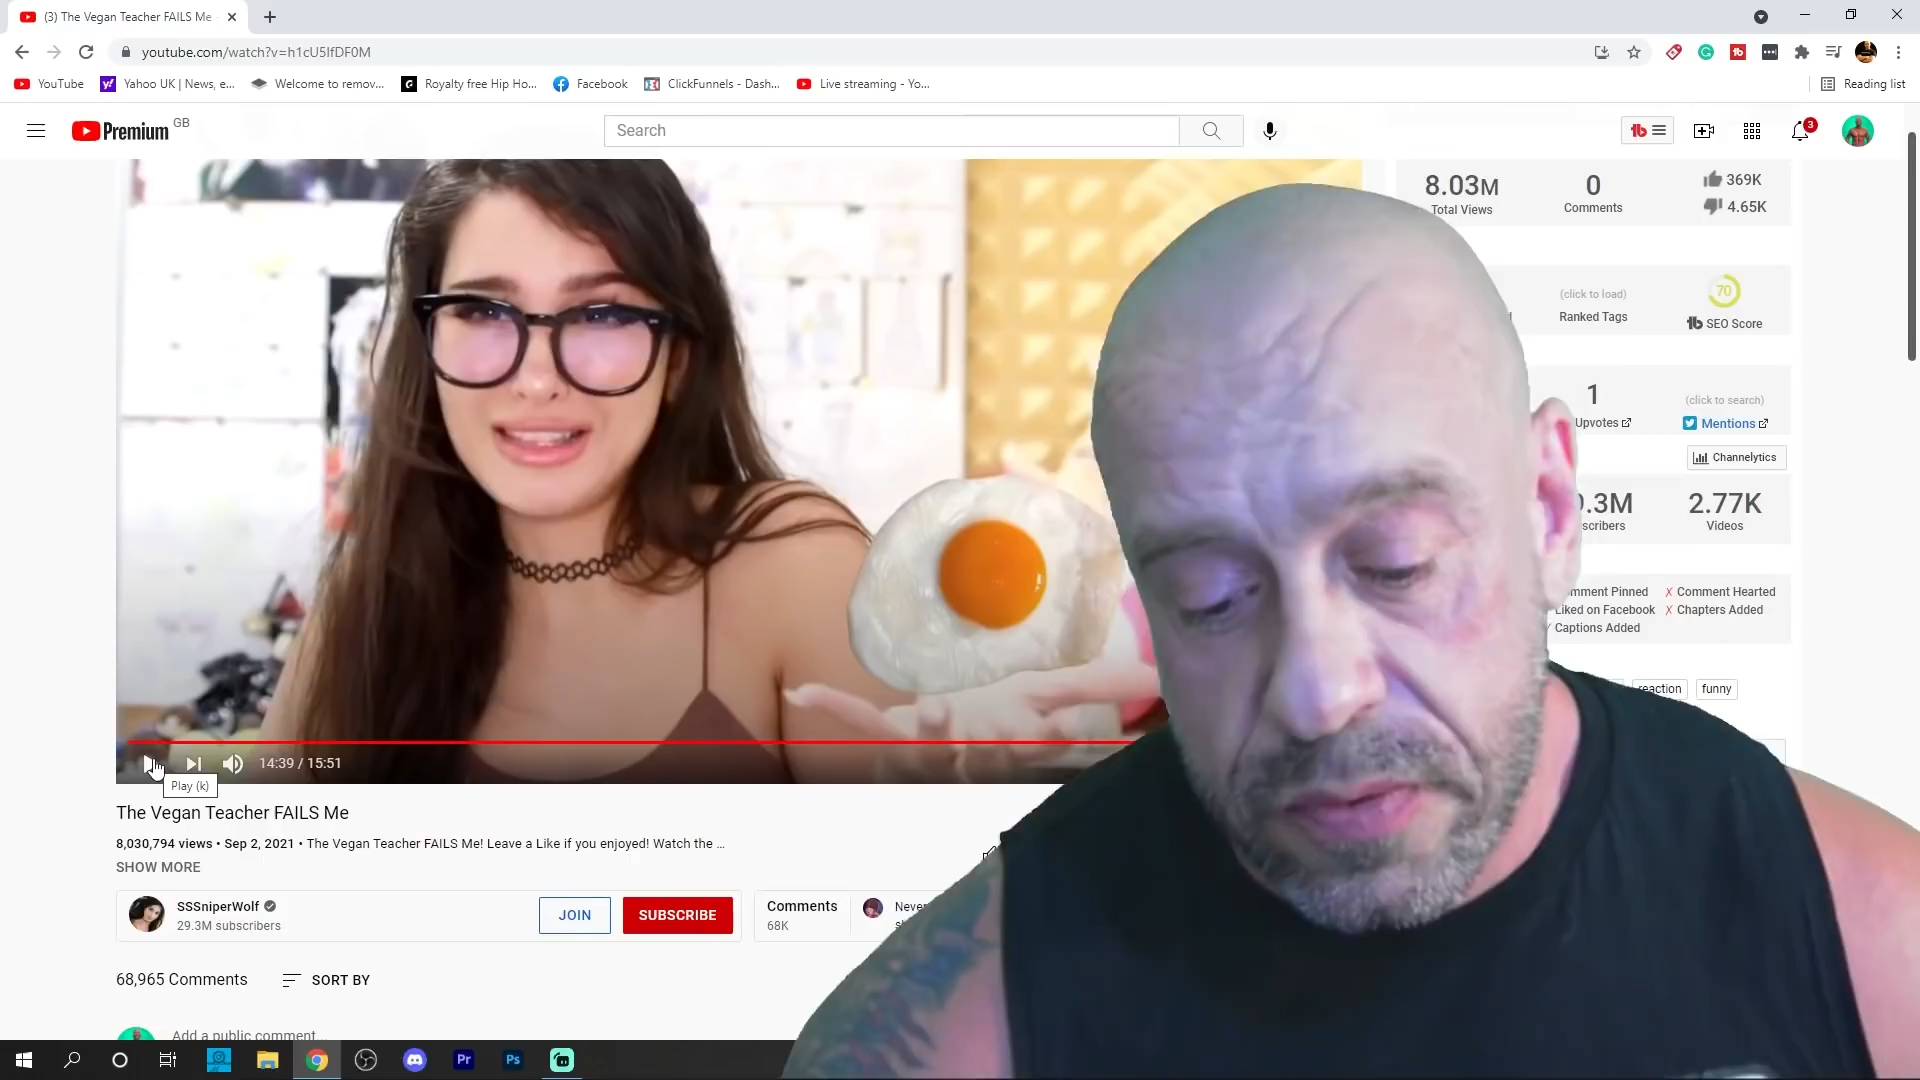 (3) The Vegan Teacher FAILS Me
youtube.com/watch?v=h1cU5lfDF0M
YouTube
Yahoo UK | News, e...
Welcome to remov...
Royalty free Hip Ho...
Facebook
ClickFunnels - Dash...
Live streaming - Yo...
Reading list
Premium GB
Search
3
8.03M
0
369K
Total Views
Comments
4.65K
(click to load)
70
Ranked Tags
SEO Score
1
(click to search)
Upvotes
Mentions
Channelytics
.3M
2.77K
scribers
Videos
mment Pinned
X Comment Hearted
Liked on Facebook
X Chapters Added
Captions Added
reaction
funny
14:39 / 15:51
Play (k)
The Vegan Teacher FAILS Me
8,030,794 views • Sep 2, 2021 • The Vegan Teacher FAILS Me! Leave a Like if you enjoyed! Watch the ...
SHOW MORE
SSSniperWolf
29.3M subscribers
JOIN
SUBSCRIBE
Comments
68K
Never
68,965 Comments
SORT BY
Add a public comment...
Pr
Ps